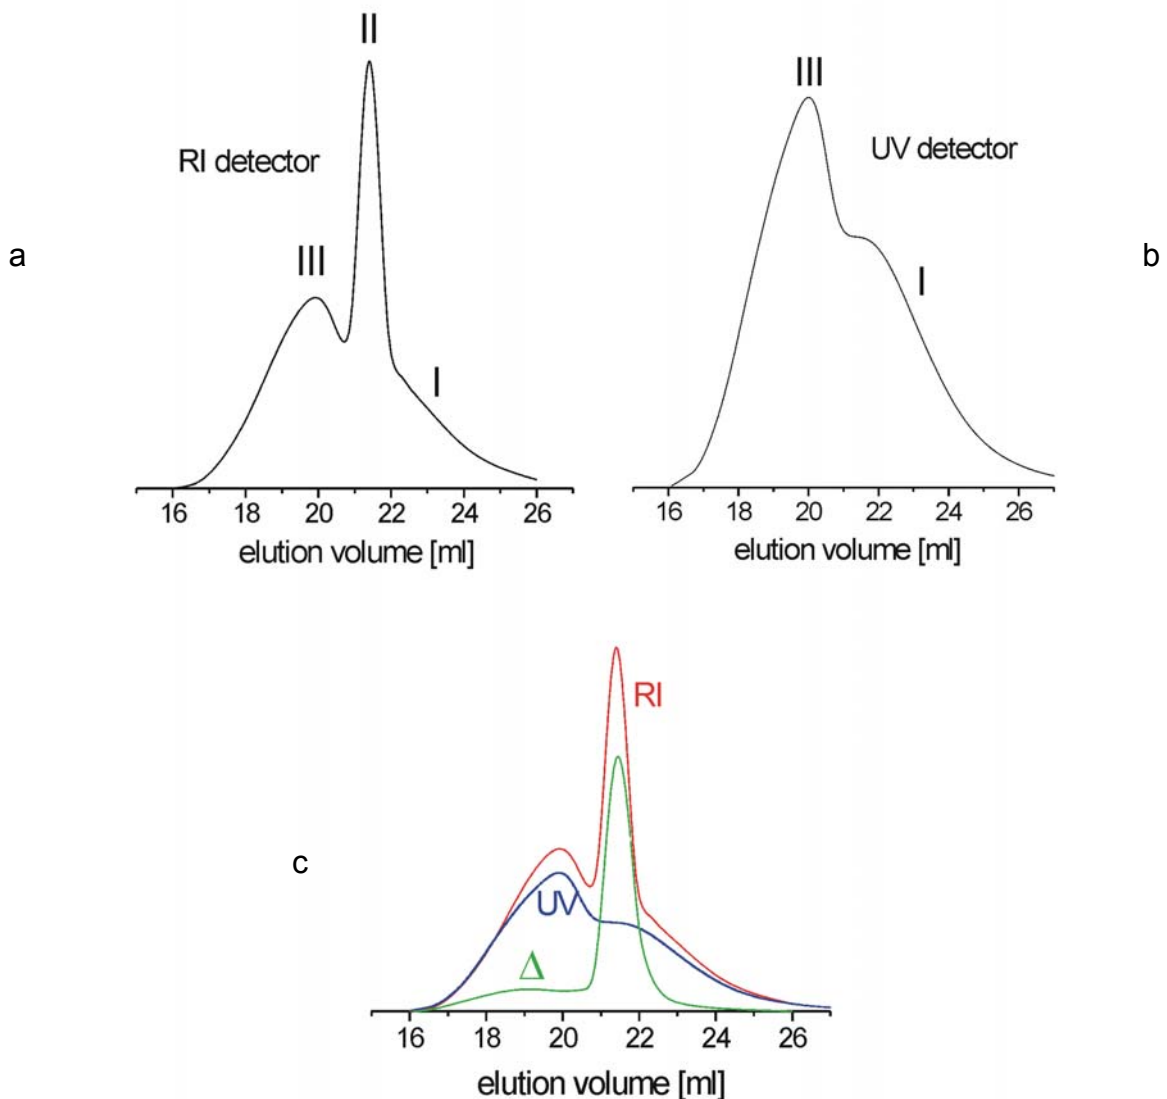 II
III
RI detector
UV detector
a
III
b
I
I
16 18 20 22 24 26
16 18 20 22 24 26
elution volume [ml]
elution volume [ml]
RI
c
UV
Δ
16 18 20 22 24 26
elution volume [ml]